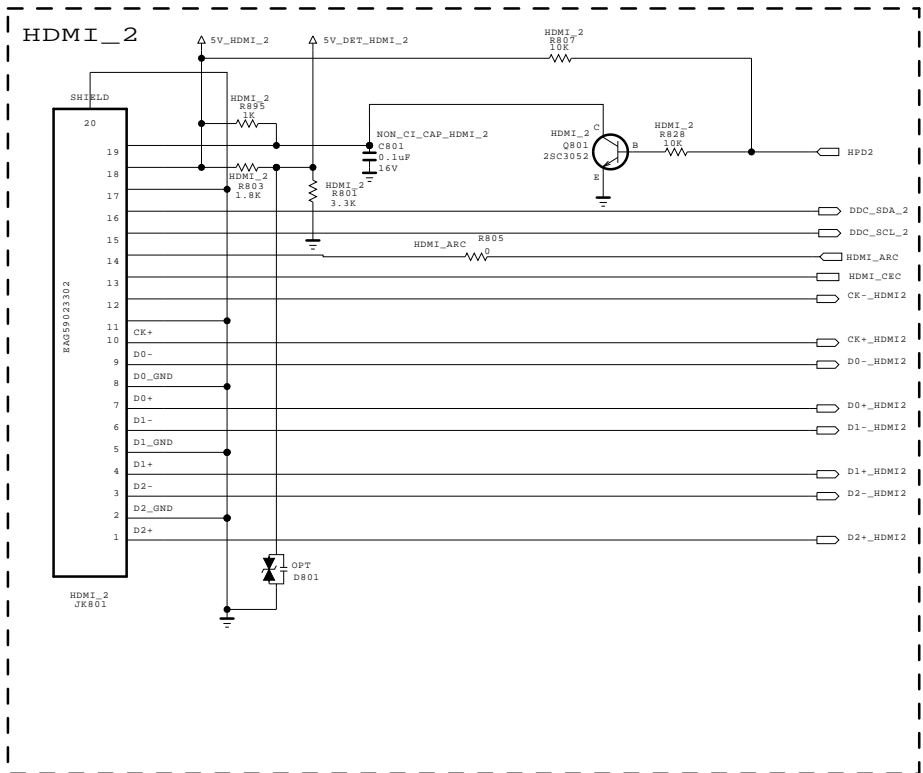 HDMI_2
5V_HDMI_2
5V_DET_HDMI_2
HDMI_2
R807
10K
SHIELD
20
HDMI_2
R895
1K
NON_CI_CAP_HDMI_2
C801
0.1uF
16V
HDMI_2
Q801
2SC3052
C
B
E
HDMI_2
R828
10K
HPD2
19
18
HDMI_2
R803
1.8K
HDMI_2
R801
3.3K
17
16
DDC_SDA_2
15
DDC_SCL_2
14
HDMI_ARC
R805
0
HDMI_ARC
13
HDMI_CEC
12
CK-_HDMI2
11
EAG59023302
CK+
10
CK+_HDMI2
D0-
9
D0-_HDMI2
D0_GND
8
D0+
7
D0+_HDMI2
D1-
6
D1-_HDMI2
D1_GND
5
D1+
4
D1+_HDMI2
D2-
3
D2-_HDMI2
D2_GND
2
D2+
1
D2+_HDMI2
OPT
D801
HDMI_2
JK801